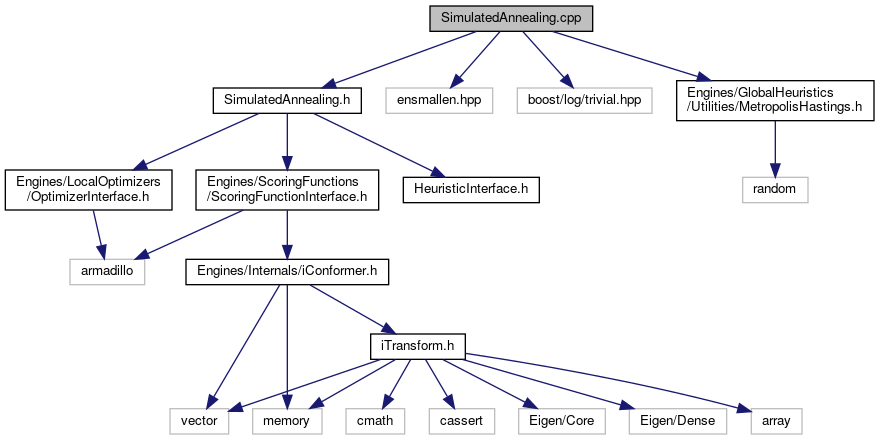 SimulatedAnnealing.cpp
SimulatedAnnealing.h
ensmallen.hpp
boost/log/trivial.hpp
Engines/GlobalHeuristics
/Utilities/MetropolisHastings.h
Engines/LocalOptimizers
/OptimizerInterface.h
Engines/ScoringFunctions
/ScoringFunctionInterface.h
HeuristicInterface.h
random
armadillo
Engines/Internals/iConformer.h
iTransform.h
vector
memory
cmath
cassert
Eigen/Core
Eigen/Dense
array